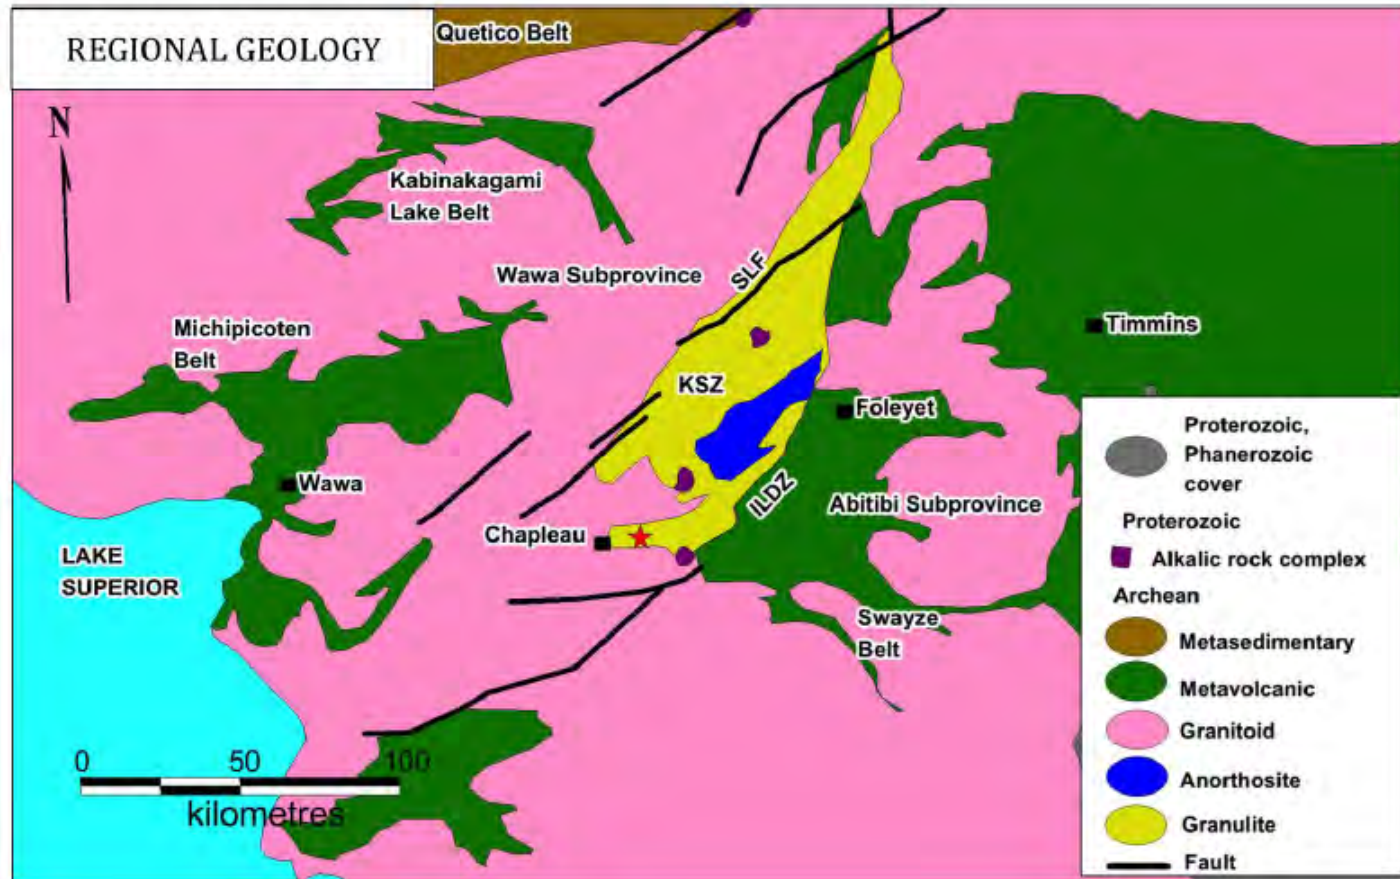 REGIONAL GEOLOGY
Quetico Belt
N
Kabinakagami
Lake Belt
Wawa Subprovince
SLF
Michipicoten
Belt
Timmins
KSZ
Foleyet
Wawa
ILDZ
Abitibi Subprovince
Chapleau
LAKE
SUPERIOR
Swayze
Belt
0 50 100
kilometres
Proterozoic,
Phanerozoic
cover
Proterozoic
Alkalic rock complex
Archean
Metasedimentary
Metavolcanic
Granitoid
Anorthosite
Granulite
Fault